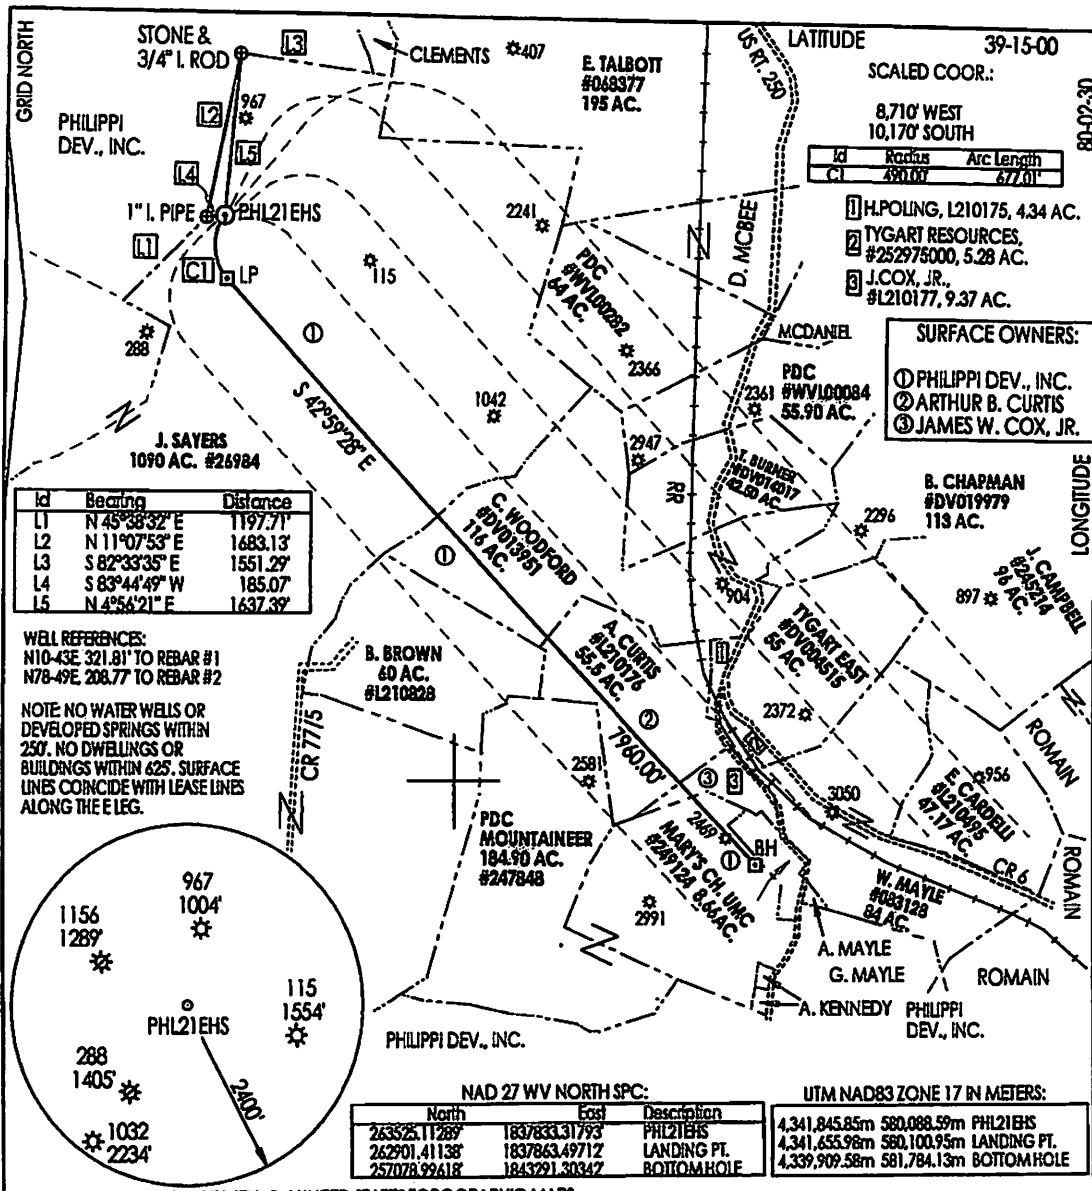 GRID NORTH
STONE &
3/4" I. ROD
L3
CLEMENTS
407
E. TALBOTT
#068377
195 AC.
US RT. 250
LATITUDE 39-15-00
SCALED COOR.:
8,710' WEST
10,170' SOUTH
80-02-30
Id Radius Arc Length
C1 490.00' 677.01'
1 H.POLING, L210175, 4.34 AC.
2 TYGART RESOURCES,
#252975000, 5.28 AC.
3 J.COX, JR.,
#L210177, 9.37 AC.
SURFACE OWNERS:
① PHILIPPI DEV., INC.
② ARTHUR B. CURTIS
③ JAMES W. COX, JR.
LONGITUDE
PHILIPPI
DEV., INC.
L2
967
L5
L4
1" I. PIPE
PHL21EHS
L1
C1
LP
115
2241
288
①
D. MCBEE
PDC
#WVL00282
64 AC.
2366
MCDANIEL
PDC
#WVL00084
55.90 AC.
2361
1042
2947
S 42°59'28" E
J. SAYERS
1090 AC. #26984
RR
T. BURNER
#DV016017
42.60 AC.
B. CHAPMAN
#DV019979
113 AC.
2296
Id Bearing Distance
L1 N 45°38'32" E 1197.71'
L2 N 11°07'53" E 1683.13'
L3 S 82°33'35" E 1551.29'
L4 S 83°44'49" W 185.07'
L5 N 4°56'21" E 1637.39'
C. WOODFORD
#DV013951
116 AC.
①
904
897
J. CAMPBELL
#245214
96 AC.
WELL REFERENCES:
N10-43E, 321.81' TO REBAR #1
N78-49E, 208.77' TO REBAR #2
NOTE: NO WATER WELLS OR
DEVELOPED SPRINGS WITHIN
250'. NO DWELLINGS OR
BUILDINGS WITHIN 625'. SURFACE
LINES COINCIDE WITH LEASE LINES
ALONG THE E LEG.
B. BROWN
60 AC.
#L210828
CR 77/5
A. CURTIS
#L210176
55.5 AC.
②
7960.00'
1
TYGART EAST
#DV004515
55 AC.
2372
2581
③
3
3050
956
E. CARDELLI
#L210495
47.17 AC.
ROMAIN
ROMAIN
CR 6
PDC
MOUNTAINEER
184.90 AC.
#247848
2469
BH
①
MARY'S CH. UMC
#249124 8.66 AC.
2991
W. MAYLE
#083128
84 AC.
A. MAYLE
G. MAYLE
A. KENNEDY
ROMAIN
PHILIPPI
DEV., INC.
PHILIPPI DEV., INC.
967
1004'
1156
1289'
115
1554'
PHL21EHS
288
1405'
2400'
1032
2234'
NAD 27 WV NORTH SPC:
North East Description
263525.11289' 1837833.31793' PHL21EHS
262901.41138' 1837863.49712' LANDING PT.
257078.99618' 1843291.30342' BOTTOM HOLE
UTM NAD83 ZONE 17 IN METERS:
4,341,845.85m 580,088.59m PHL21EHS
4,341,655.98m 580,100.95m LANDING PT.
4,339,909.58m 581,784.13m BOTTOM HOLE